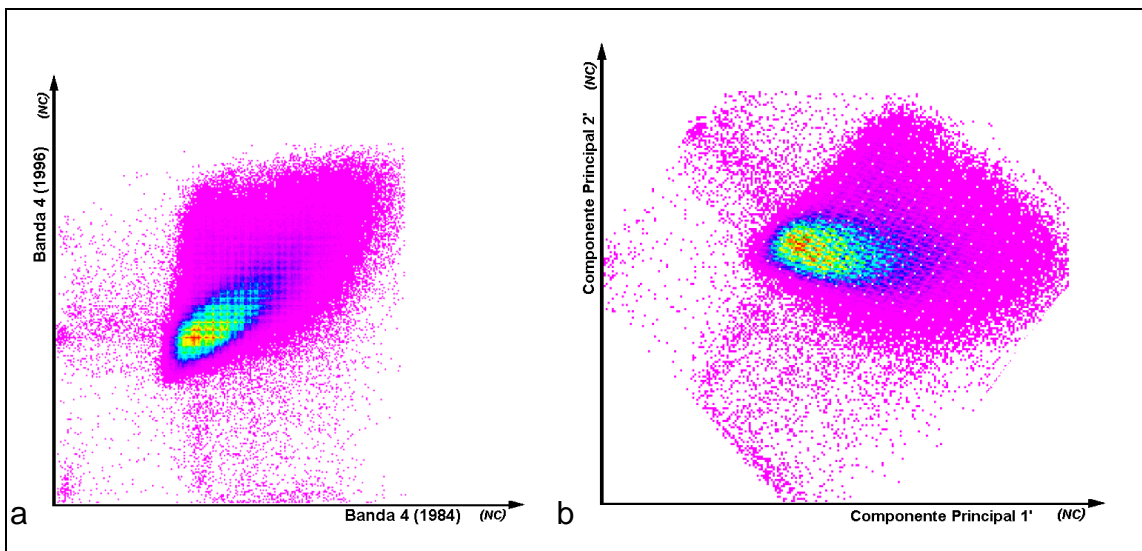 Banda 4 (1996) (NC)
Banda 4 (1984) (NC)
a
Componente Principal 2' (NC)
Componente Principal 1' (NC)
b